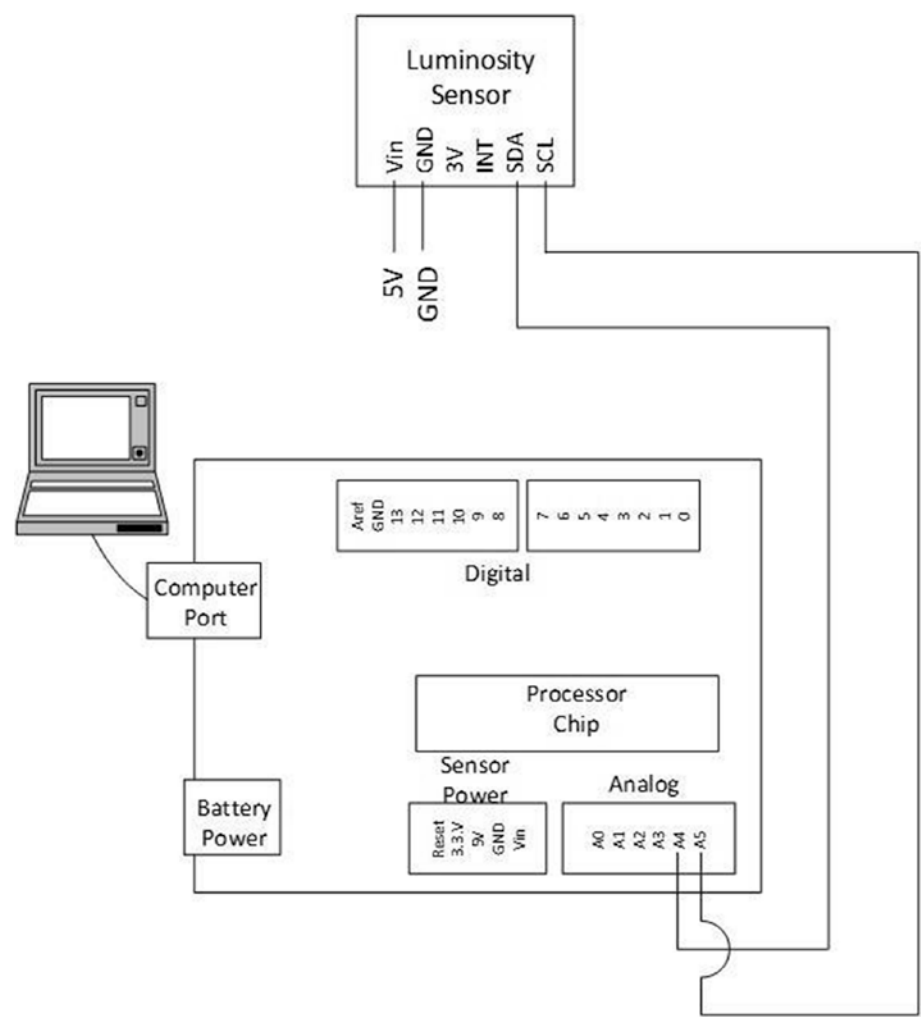 Luminosity
Sensor
Vin
GND
3V
INT
SDA
SCL
5V
GND
Aref
GND
13
12
11
10
9
8
7
6
5
4
3
2
1
0
Digital
Computer
Port
Processor
Chip
Sensor
Power
Analog
Battery
Power
Reset
3.3.V
9V
GND
Vin
A0
A1
A2
A3
A4
A5